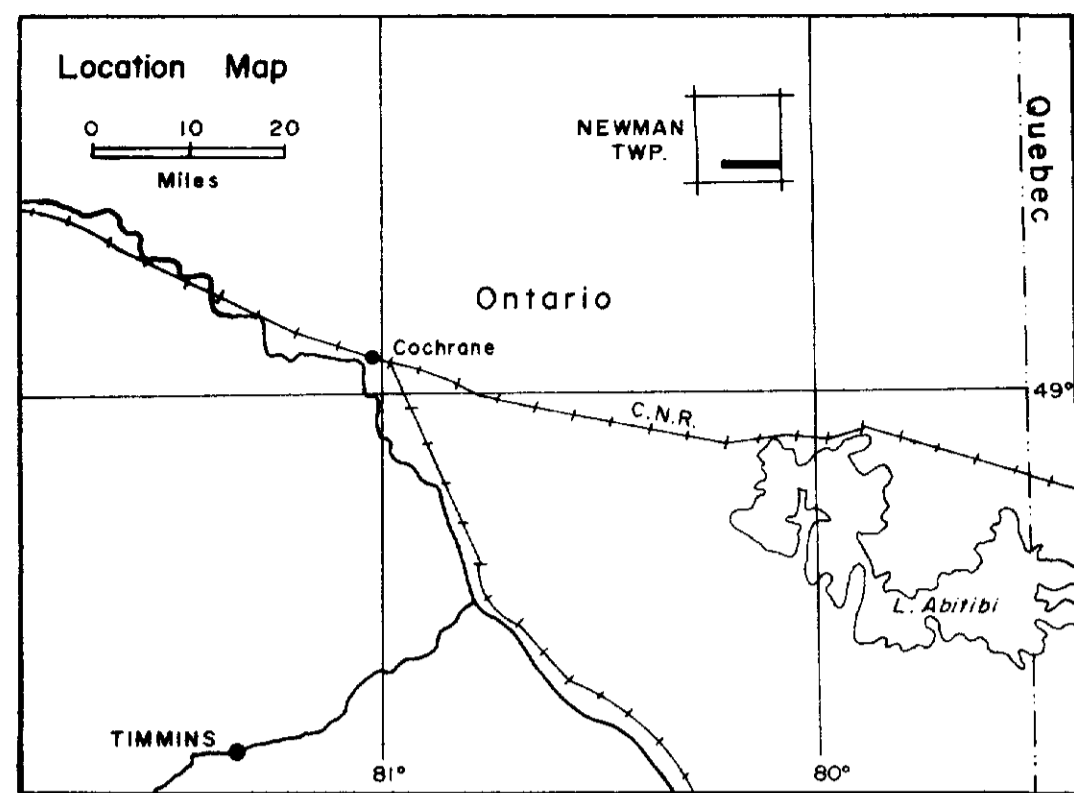 Location Map
0 10 20
Miles
NEWMAN
TWP.
Quebec
Ontario
Cochrane
49°
C.N.R.
L. Abitibi
TIMMINS
81°
80°